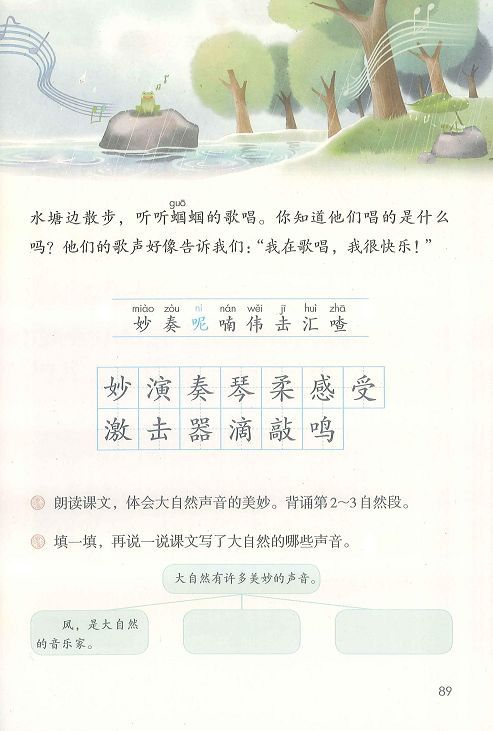 guō
水塘边散步，听听蝈蝈的歌唱。你知道他们唱的是什么
吗？他们的歌声好像告诉我们：“我在歌唱，我很快乐！”
miào zòu ní nán wěi jī huì zhā
妙 奏 呢 喃 伟 击 汇 喳
妙 演 奏 琴 柔 感 受
激 击 器 滴 敲 鸣
朗读课文，体会大自然声音的美妙。背诵第2～3自然段。
填一填，再说一说课文写了大自然的哪些声音。
大自然有许多美妙的声音。
风，是大自然
的音乐家。
89